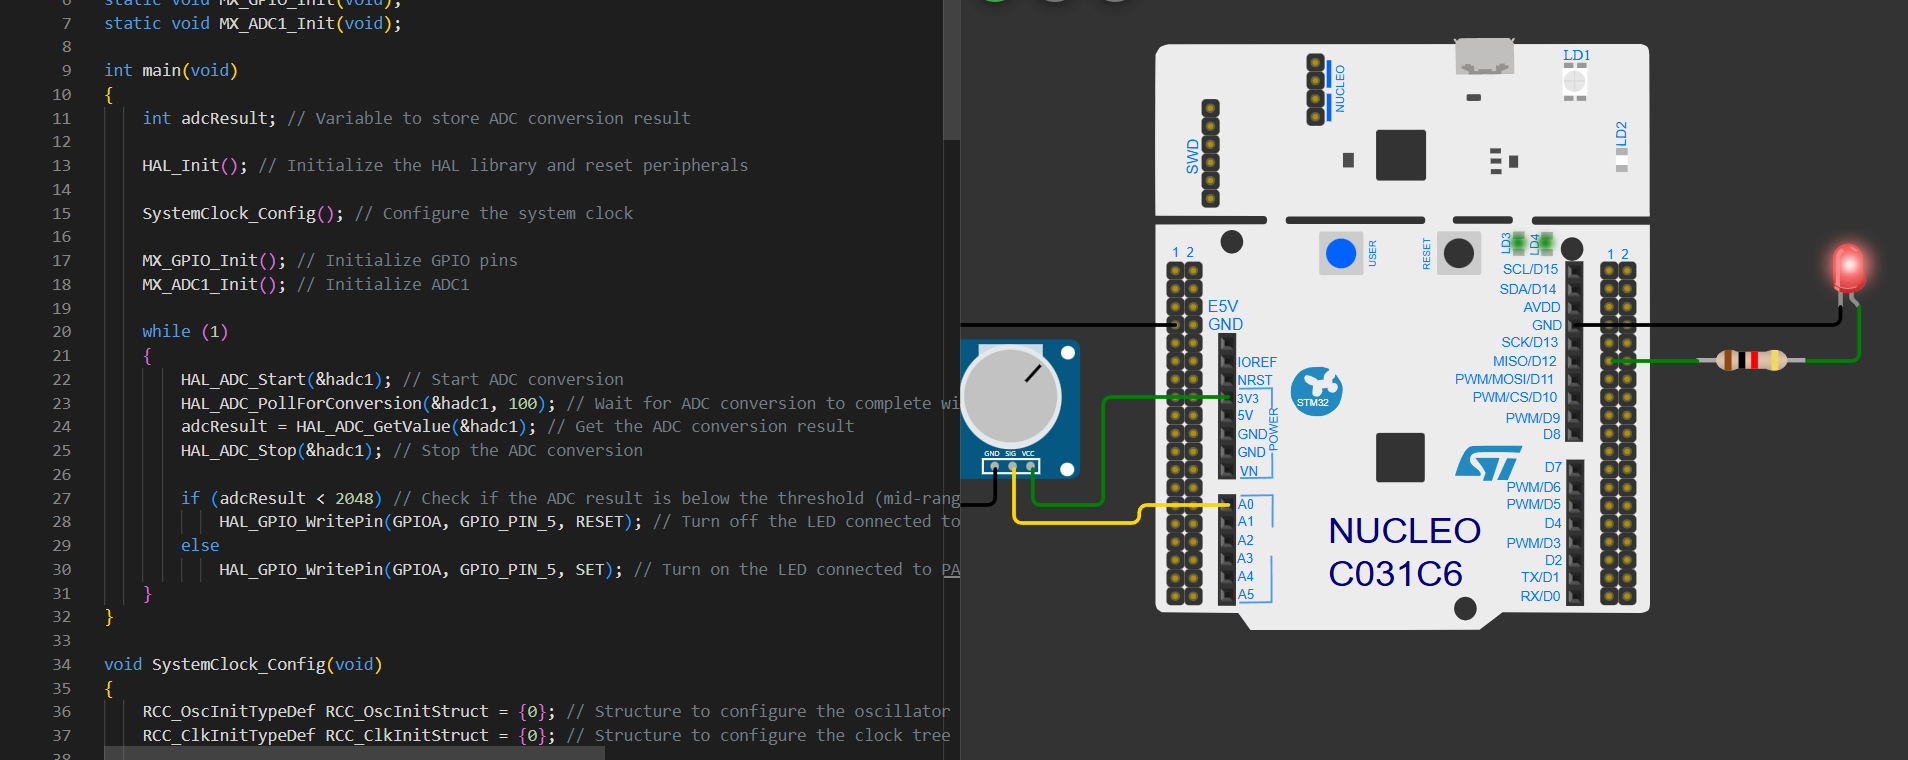 6 static void MX_GPIO_Init(void);
7 static void MX_ADC1_Init(void);
8
9 int main(void)
10 {
11 int adcResult; // Variable to store ADC conversion result
12
13 HAL_Init(); // Initialize the HAL library and reset peripherals
14
15 SystemClock_Config(); // Configure the system clock
16
17 MX_GPIO_Init(); // Initialize GPIO pins
18 MX_ADC1_Init(); // Initialize ADC1
19
20 while (1)
21 {
22 HAL_ADC_Start(&hadc1); // Start ADC conversion
23 HAL_ADC_PollForConversion(&hadc1, 100); // Wait for ADC conversion to complete wi
24 adcResult = HAL_ADC_GetValue(&hadc1); // Get the ADC conversion result
25 HAL_ADC_Stop(&hadc1); // Stop the ADC conversion
26
27 if (adcResult < 2048) // Check if the ADC result is below the threshold (mid-rang
28 HAL_GPIO_WritePin(GPIOA, GPIO_PIN_5, RESET); // Turn off the LED connected to
29 else
30 HAL_GPIO_WritePin(GPIOA, GPIO_PIN_5, SET); // Turn on the LED connected to PA
31 }
32 }
33
34 void SystemClock_Config(void)
35 {
36 RCC_OscInitTypeDef RCC_OscInitStruct = {0}; // Structure to configure the oscillator
37 RCC_ClkInitTypeDef RCC_ClkInitStruct = {0}; // Structure to configure the clock tree
38
GND SIG VCC
NUCLEO
LD1
SWD
LD2
USER
RESET
LD3
LD4
1 2
E5V
GND
IOREF
NRST
3V3
5V
GND
GND
VN
POWER
A0
A1
A2
A3
A4
A5
STM32
ST
NUCLEO
C031C6
1 2
SCL/D15
SDA/D14
AVDD
GND
SCK/D13
MISO/D12
PWM/MOSI/D11
PWM/CS/D10
PWM/D9
D8
D7
PWM/D6
PWM/D5
D4
PWM/D3
D2
TX/D1
RX/D0